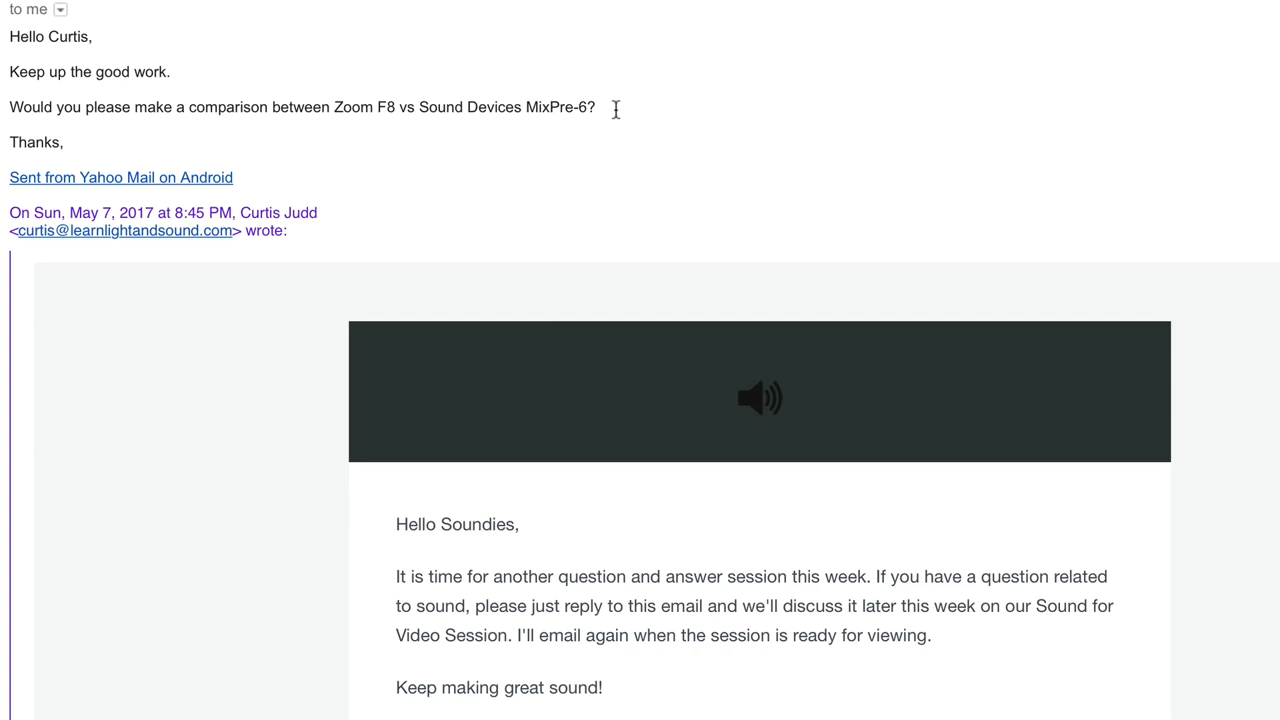 to me
Hello Curtis,
Keep up the good work.
Would you please make a comparison between Zoom F8 vs Sound Devices MixPre-6?
Thanks,
Sent from Yahoo Mail on Android
On Sun, May 7, 2017 at 8:45 PM, Curtis Judd
<curtis@learnlightandsound.com> wrote:
Hello Soundies,
It is time for another question and answer session this week. If you have a question related
to sound, please just reply to this email and we'll discuss it later this week on our Sound for
Video Session. I'll email again when the session is ready for viewing.
Keep making great sound!